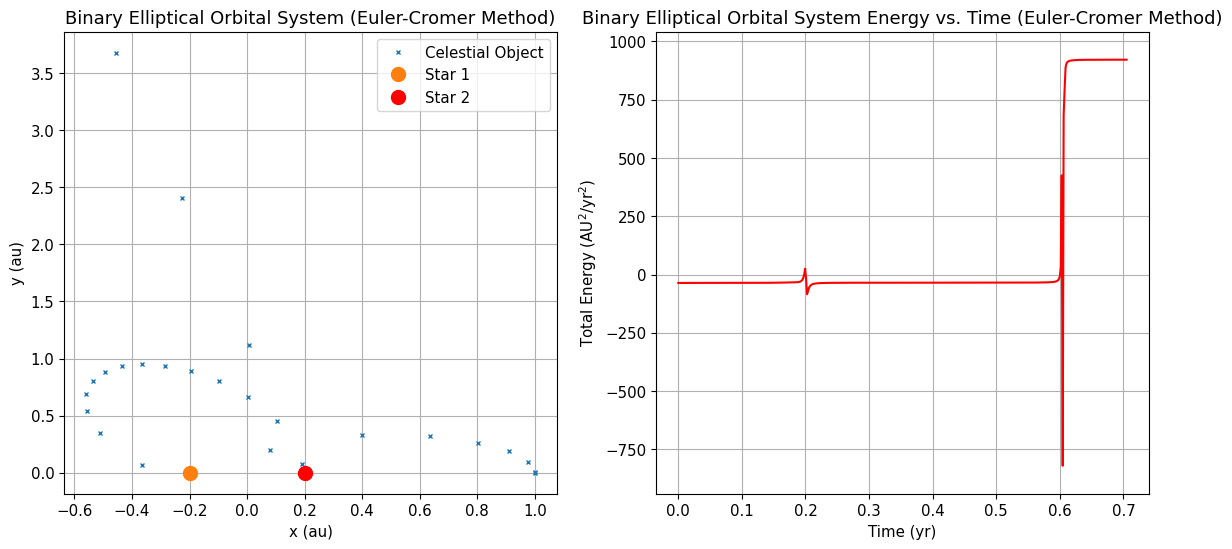 Binary Elliptical Orbital System (Euler-Cromer Method)
Celestial Object
Star 1
Star 2
3.5
3.0
2.5
2.0
1.5
1.0
0.5
0.0
y (au)
−0.6 −0.4 −0.2 0.0 0.2 0.4 0.6 0.8 1.0
x (au)
Binary Elliptical Orbital System Energy vs. Time (Euler-Cromer Method)
1000
750
500
250
0
−250
−500
−750
Total Energy (AU²/yr²)
0.0 0.1 0.2 0.3 0.4 0.5 0.6 0.7
Time (yr)